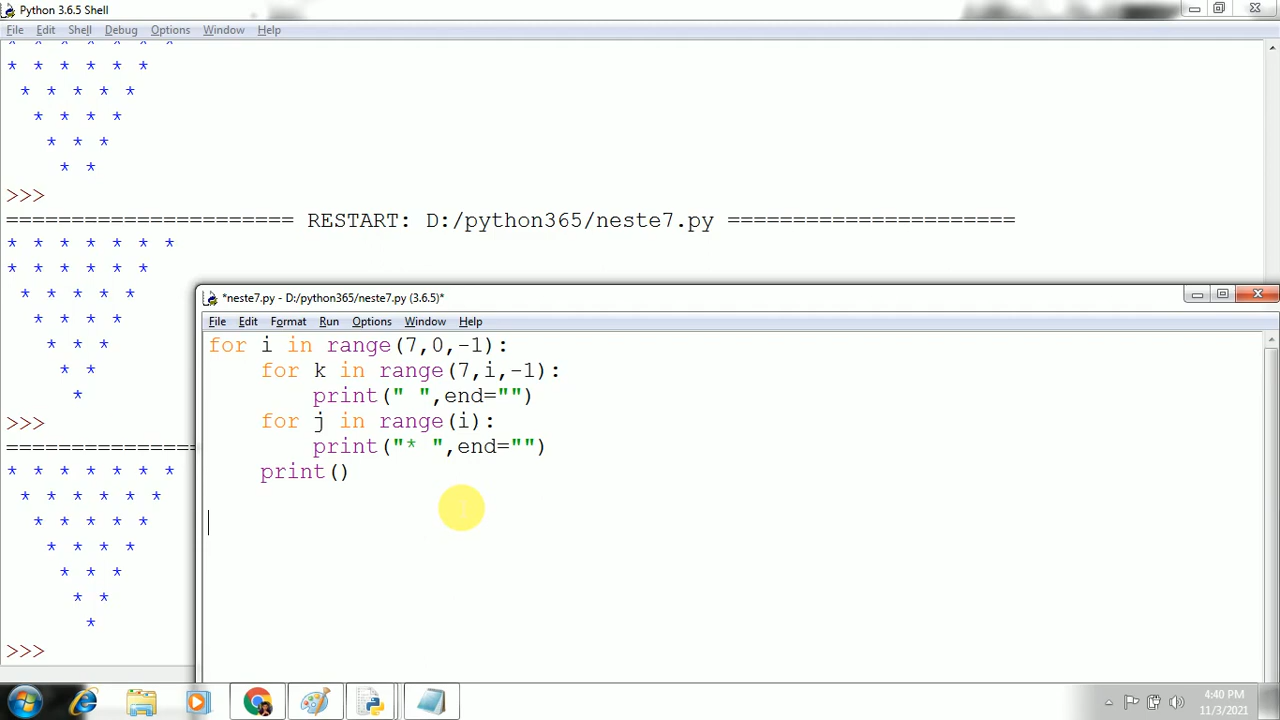 Python 3.6.5 Shell
File Edit Shell Debug Options Window Help
* * * * * * *
* * * * * *
* * * * *
* * * *
* * *
* *
>>>
====================== RESTART: D:/python365/neste7.py ======================
* * * * * * *
* * * * * *
* * * * *
* * * *
* * *
* *
*
>>>
===============
* * * * * * *
* * * * * *
* * * * *
* * * *
* * *
* *
*
>>>
*neste7.py - D:/python365/neste7.py (3.6.5)*
File Edit Format Run Options Window Help
for i in range(7,0,-1):
    for k in range(7,i,-1):
        print(" ",end="")
    for j in range(i):
        print("* ",end="")
    print()
4:40 PM
11/3/2021